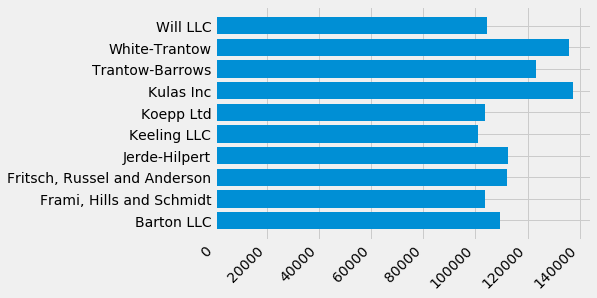 Will LLC
White-Trantow
Trantow-Barrows
Kulas Inc
Koepp Ltd
Keeling LLC
Jerde-Hilpert
Fritsch, Russel and Anderson
Frami, Hills and Schmidt
Barton LLC
0 20000 40000 60000 80000 100000 120000 140000